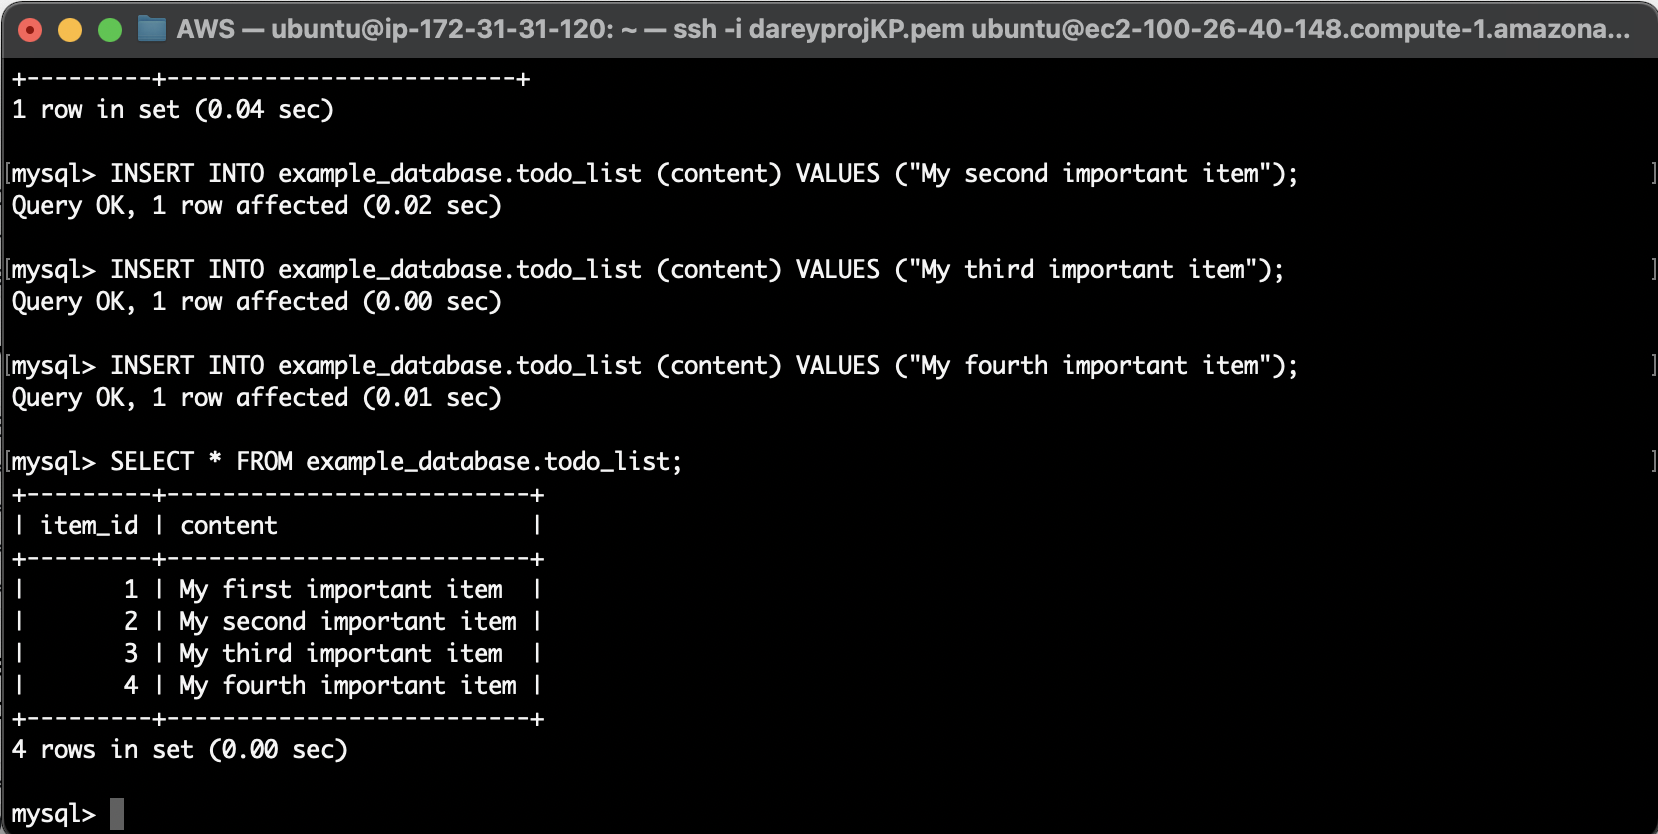 AWS — ubuntu@ip-172-31-31-120: ~ — ssh -i dareyprojKP.pem ubuntu@ec2-100-26-40-148.compute-1.amazona...
+---------+-------------------------+
1 row in set (0.04 sec)
[mysql> INSERT INTO example_database.todo_list (content) VALUES ("My second important item"); ]
Query OK, 1 row affected (0.02 sec)
[mysql> INSERT INTO example_database.todo_list (content) VALUES ("My third important item"); ]
Query OK, 1 row affected (0.00 sec)
[mysql> INSERT INTO example_database.todo_list (content) VALUES ("My fourth important item"); ]
Query OK, 1 row affected (0.01 sec)
[mysql> SELECT * FROM example_database.todo_list; ]
+---------+--------------------------+
| item_id | content                  |
+---------+--------------------------+
|       1 | My first important item  |
|       2 | My second important item |
|       3 | My third important item  |
|       4 | My fourth important item |
+---------+--------------------------+
4 rows in set (0.00 sec)
mysql>